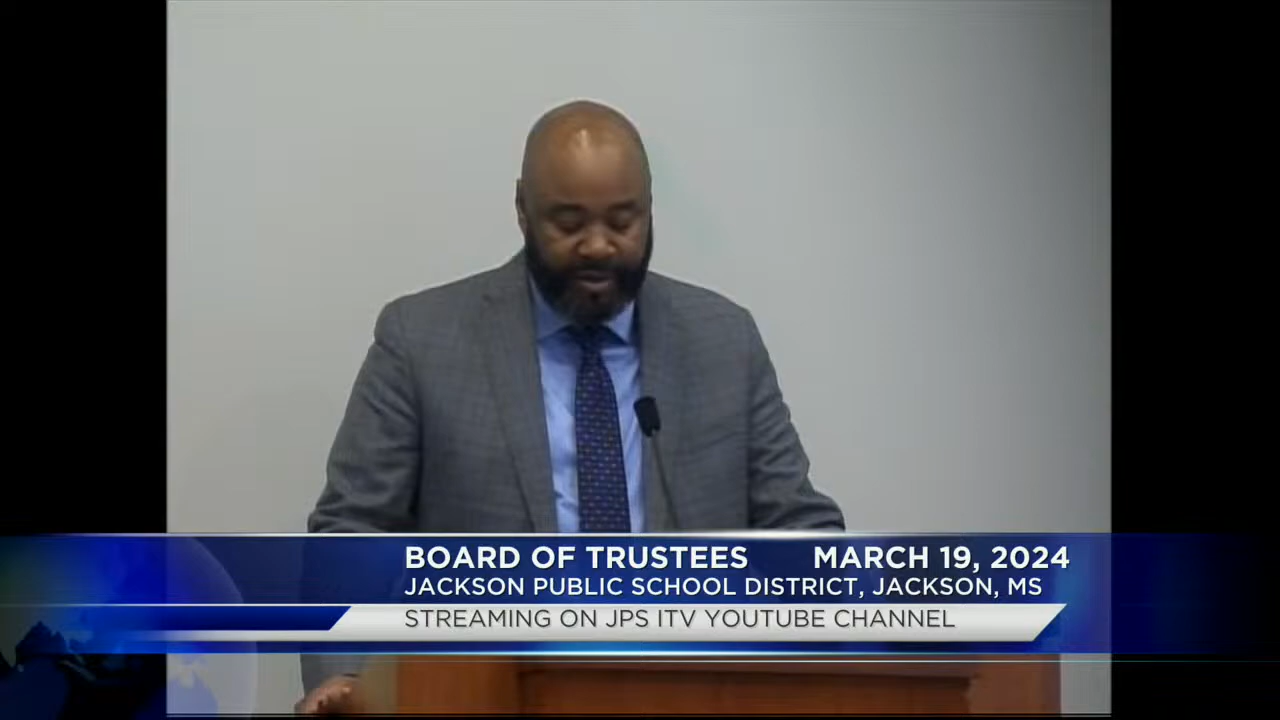 BOARD OF TRUSTEES MARCH 19, 2024
JACKSON PUBLIC SCHOOL DISTRICT, JACKSON, MS
STREAMING ON JPS ITV YOUTUBE CHANNEL